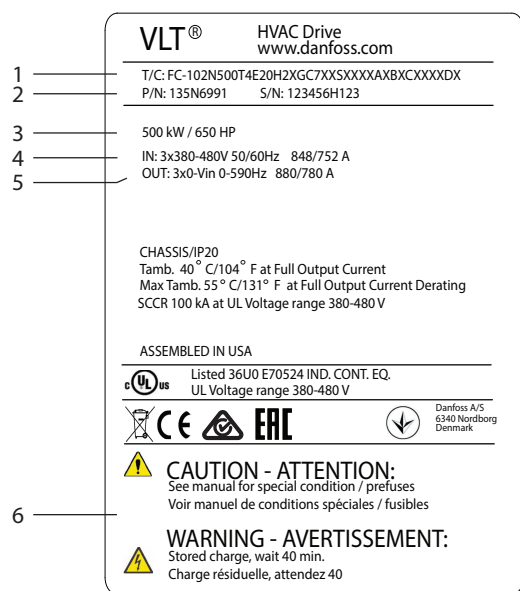 VLT® HVAC Drive
www.danfoss.com
1 T/C: FC-102N500T4E20H2XGC7XXSXXXXAXBXCXXXXDX
2 P/N: 135N6991 S/N: 123456H123
3 500 kW / 650 HP
4 IN: 3x380-480V 50/60Hz 848/752 A
5 OUT: 3x0-Vin 0-590Hz 880/780 A
CHASSIS/IP20
Tamb. 40° C/104° F at Full Output Current
Max Tamb. 55° C/131° F at Full Output Current Derating
SCCR 100 kA at UL Voltage range 380-480 V
ASSEMBLED IN USA
c UL us Listed 36U0 E70524 IND. CONT. EQ.
UL Voltage range 380-480 V
CE EAC
Danfoss A/S
6340 Nordborg
Denmark
CAUTION - ATTENTION:
See manual for special condition / prefuses
Voir manuel de conditions spéciales / fusibles
6
WARNING - AVERTISSEMENT:
Stored charge, wait 40 min.
Charge résiduelle, attendez 40